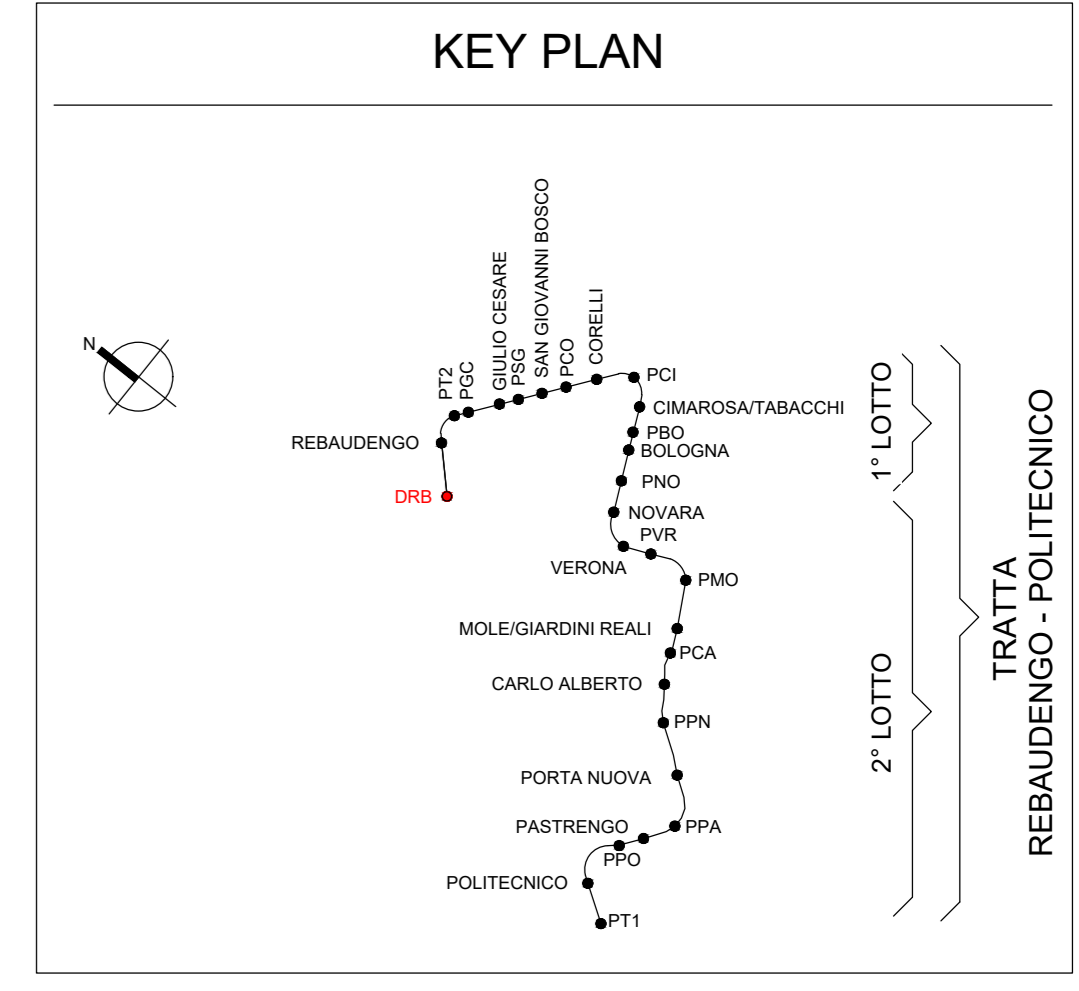 KEY PLAN
N
PT2
PGC
GIULIO CESARE
PSG
SAN GIOVANNI BOSCO
PCO
CORELLI
PCI
CIMAROSA/TABACCHI
REBAUDENGO
PBO
BOLOGNA
DRB
PNO
NOVARA
PVR
VERONA
PMO
MOLE/GIARDINI REALI
PCA
CARLO ALBERTO
PPN
PORTA NUOVA
PASTRENGO
PPA
PPO
POLITECNICO
PT1
1° LOTTO
2° LOTTO
TRATTA
REBAUDENGO - POLITECNICO